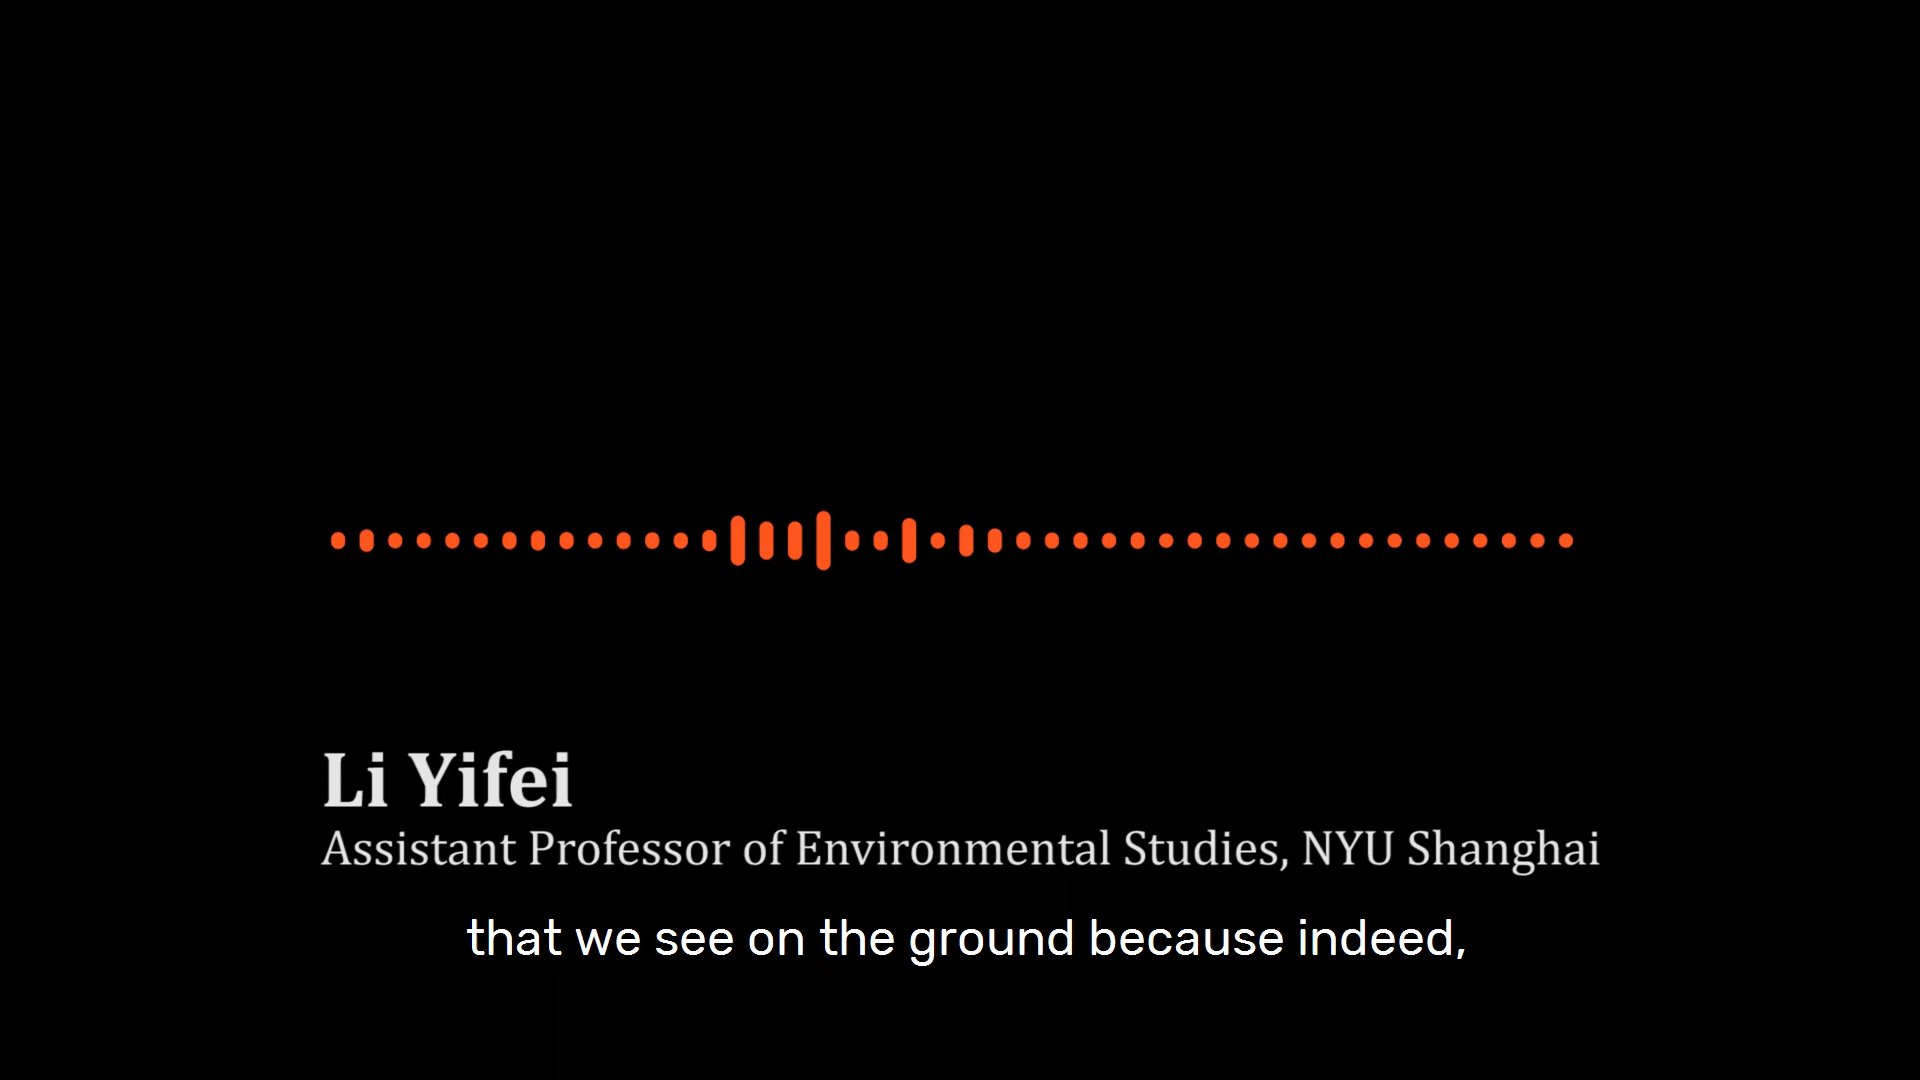 Li Yifei
Assistant Professor of Environmental Studies, NYU Shanghai
that we see on the ground because indeed,